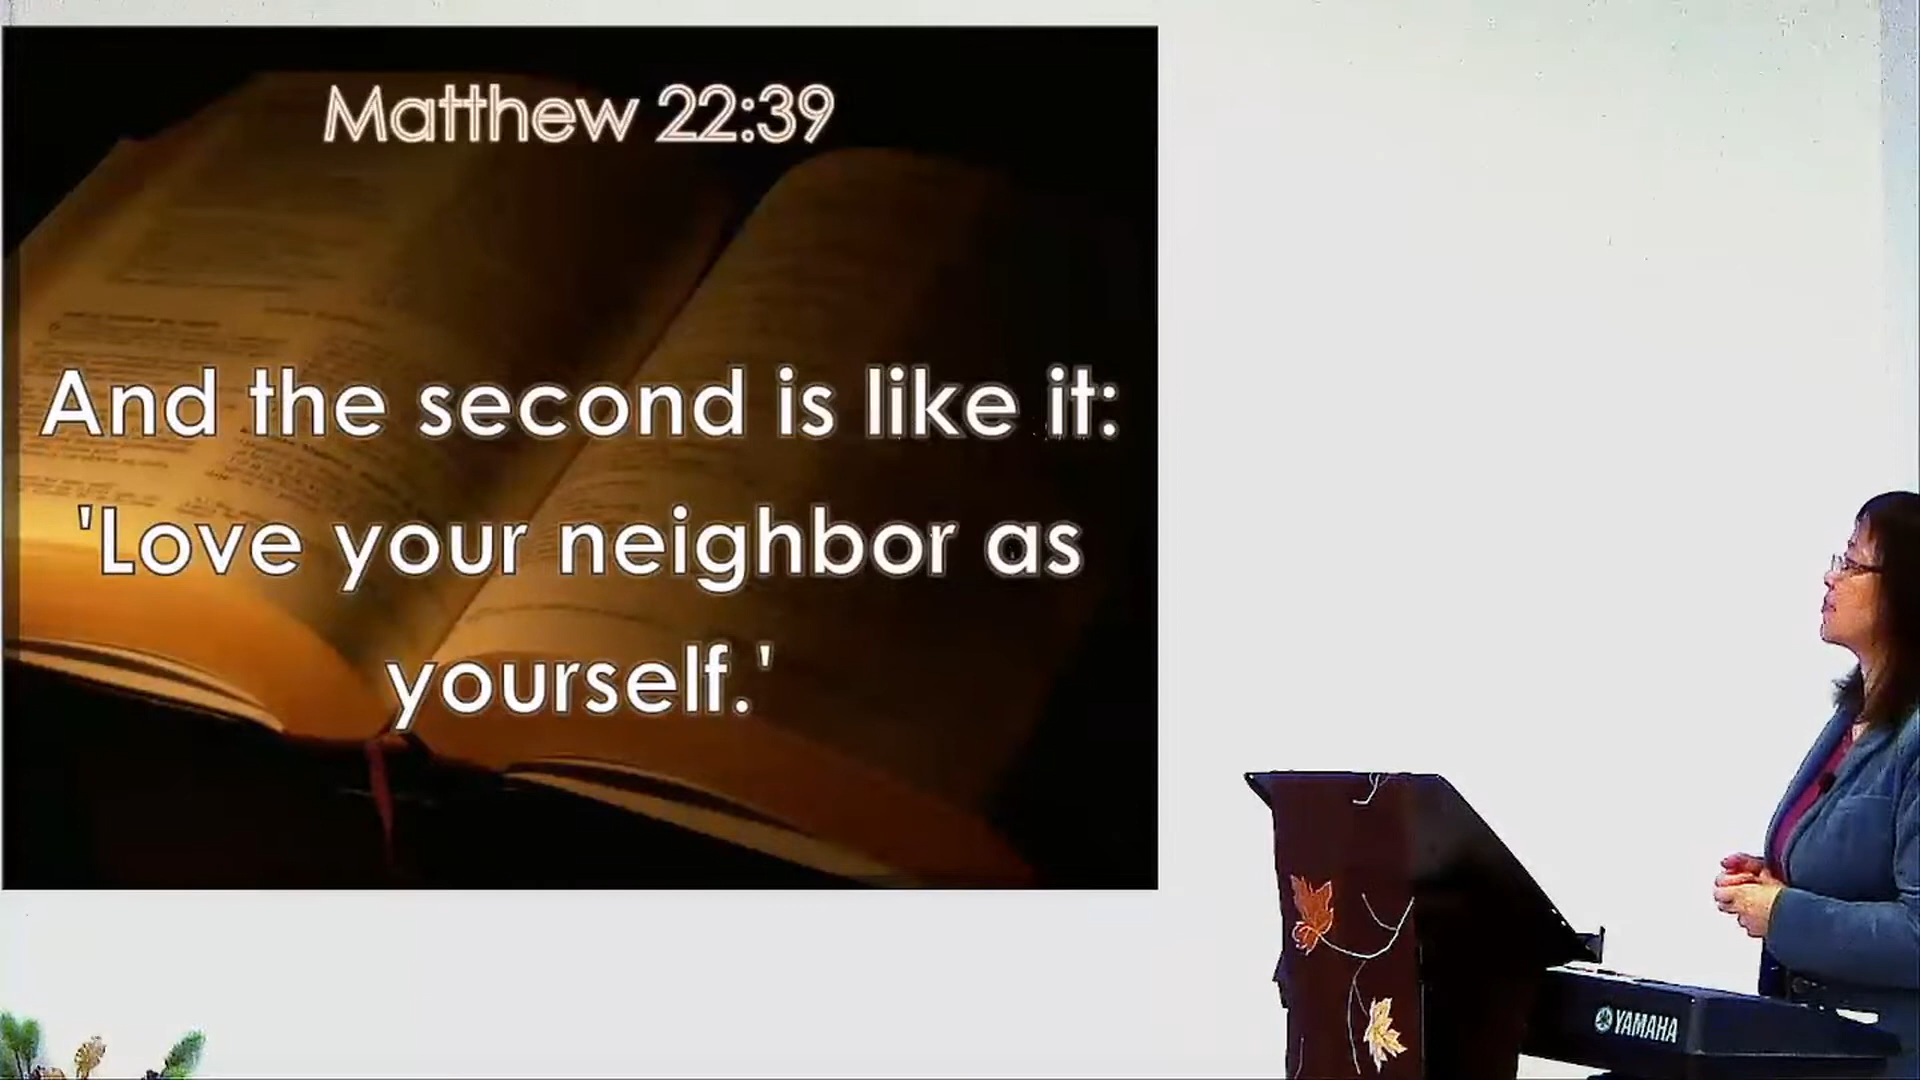 Matthew 22:39
And the second is like it:
'Love your neighbor as
yourself.'
YAMAHA